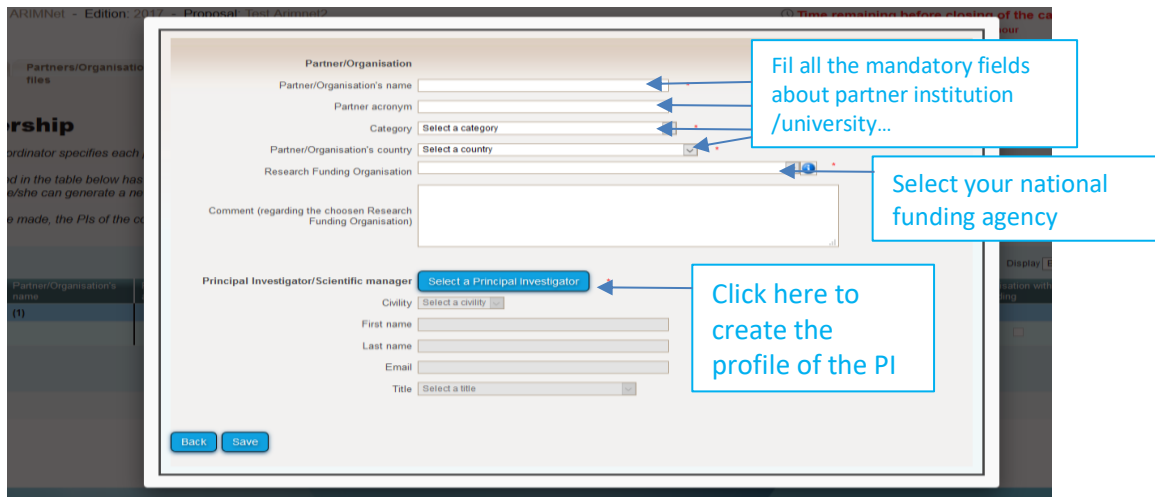 ARIMNet - Edition: 2017 - Proposal: Test Arimnet2
Time remaining before closing of the ca
our
Partners/Organisatio
files
rship
ordinator specifies each
ed in the table below has
e/she can generate a ne
e made, the PIs of the co
Partner/Organisation's
name
(1)
Display
Partner/Organisation
Partner/Organisation's name *
Partner acronym *
Category Select a category *
Partner/Organisation's country Select a country *
Research Funding Organisation *
Comment (regarding the choosen Research
Funding Organisation)
Principal Investigator/Scientific manager Select a Principal Investigator *
Civility Select a civility
First name
Last name
Email
Title Select a title
Back Save
Fil all the mandatory fields
about partner institution
/university…
Select your national
funding agency
Click here to
create the
profile of the PI